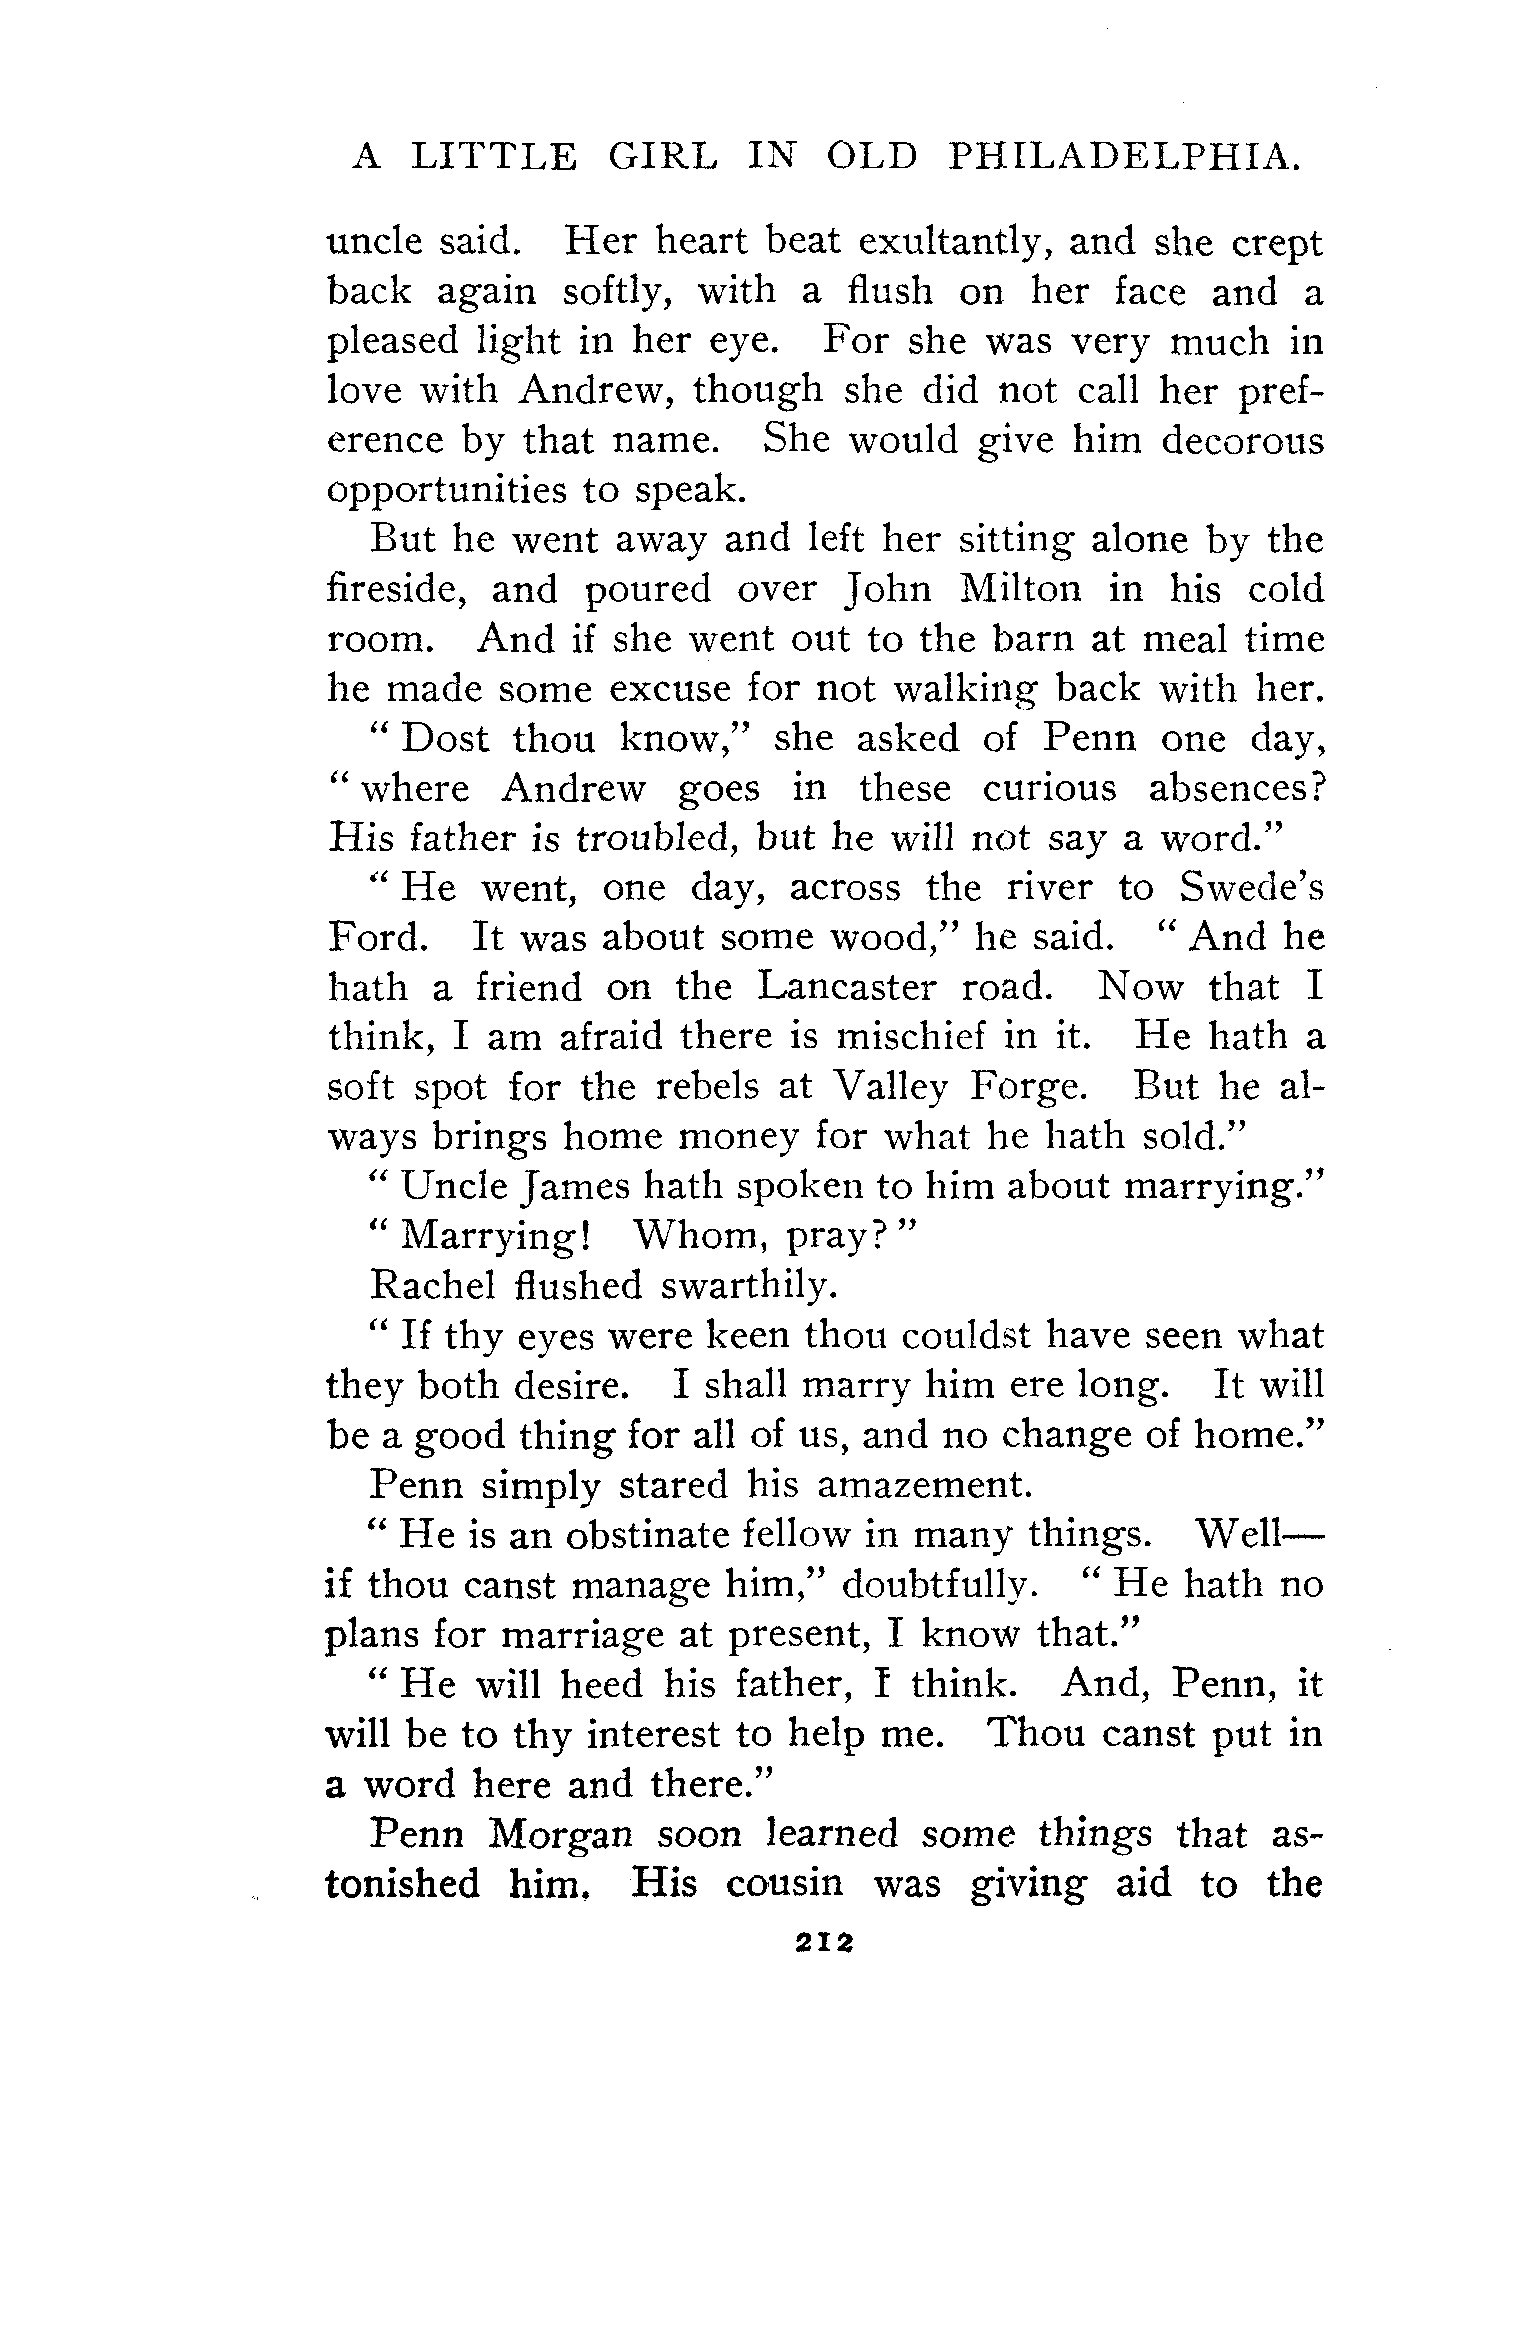 A LITTLE GIRL IN OLD PHILADELPHIA.
uncle said. Her heart beat exultantly, and she crept
back again softly, with a flush on her face and a
pleased light in her eye. For she was very much in
love with Andrew, though she did not call her pref-
erence by that name. She would give him decorous
opportunities to speak.
But he went away and left her sitting alone by the
fireside, and poured over John Milton in his cold
room. And if she went out to the barn at meal time
he made some excuse for not walking back with her.
“ Dost thou know,” she asked of Penn one day,
“ where Andrew goes in these curious absences?
His father is troubled, but he will not say a word.”
“ He went, one day, across the river to Swede’s
Ford. It was about some wood,” he said. “ And he
hath a friend on the Lancaster road. Now that I
think, I am afraid there is mischief in it. He hath a
soft spot for the rebels at Valley Forge. But he al-
ways brings home money for what he hath sold.”
“ Uncle James hath spoken to him about marrying.”
“ Marrying! Whom, pray? ”
Rachel flushed swarthily.
“ If thy eyes were keen thou couldst have seen what
they both desire. I shall marry him ere long. It will
be a good thing for all of us, and no change of home.”
Penn simply stared his amazement.
“ He is an obstinate fellow in many things. Well—
if thou canst manage him,” doubtfully. “ He hath no
plans for marriage at present, I know that.”
“ He will heed his father, I think. And, Penn, it
will be to thy interest to help me. Thou canst put in
a word here and there.”
Penn Morgan soon learned some things that as-
tonished him. His cousin was giving aid to the
212